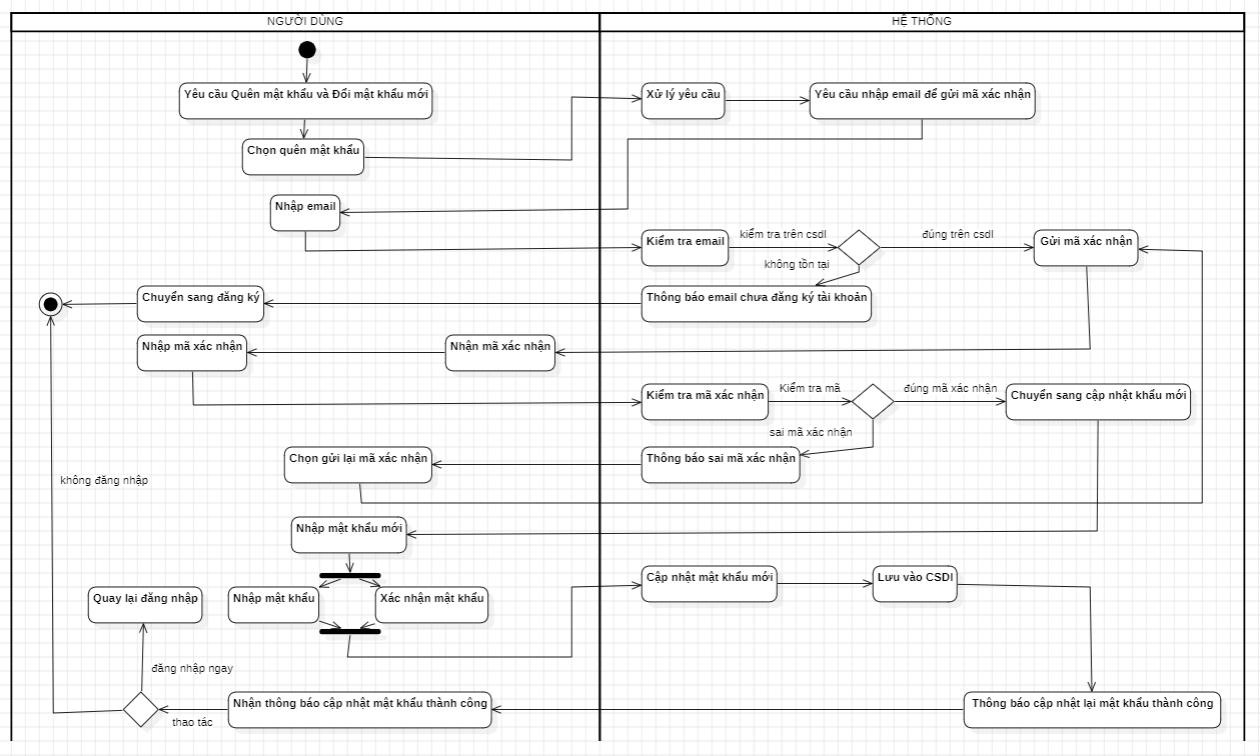 NGƯỜI DÙNG
HỆ THỐNG
Yêu cầu Quên mật khẩu và Đổi mật khẩu mới
Xử lý yêu cầu
Yêu cầu nhập email để gửi mã xác nhận
Chọn quên mật khẩu
Nhập email
Kiểm tra email
kiểm tra trên csdl
đúng trên csdl
Gửi mã xác nhận
không tồn tại
Chuyển sang đăng ký
Thông báo email chưa đăng ký tài khoản
Nhập mã xác nhận
Nhận mã xác nhận
Kiểm tra mã xác nhận
Kiểm tra mã
đúng mã xác nhận
Chuyển sang cập nhật khẩu mới
sai mã xác nhận
Chọn gửi lại mã xác nhận
Thông báo sai mã xác nhận
không đăng nhập
Nhập mật khẩu mới
Quay lại đăng nhập
Nhập mật khẩu
Xác nhận mật khẩu
Cập nhật mật khẩu mới
Lưu vào CSDl
đăng nhập ngay
thao tác
Nhận thông báo cập nhật mật khẩu thành công
Thông báo cập nhật lại mật khẩu thành công